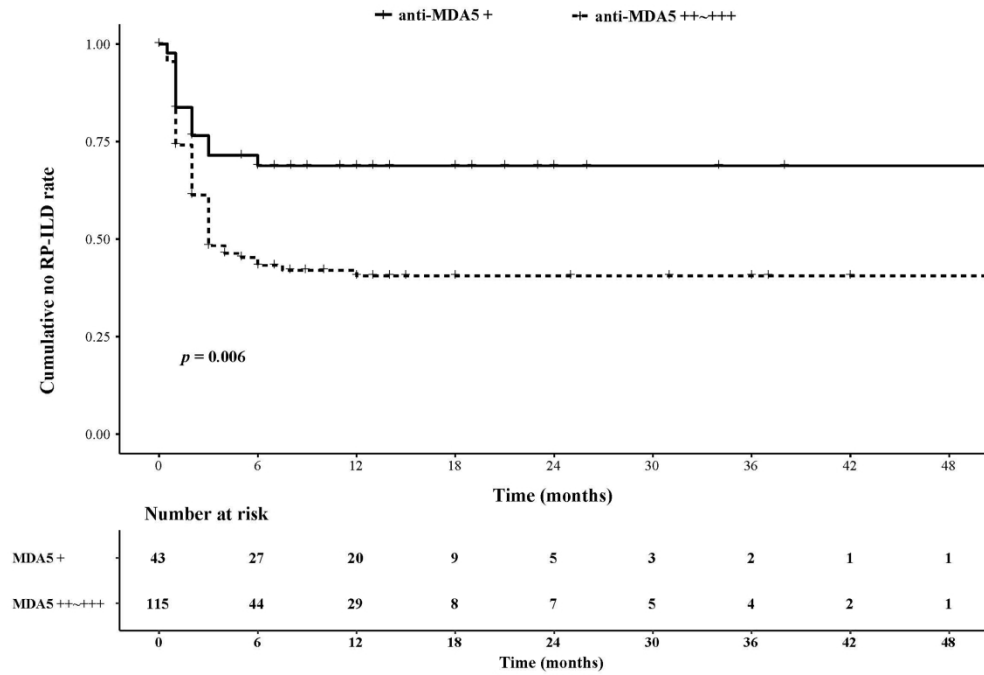 anti-MDA5 + anti-MDA5 ++~+++
1.00
0.75
0.50
0.25
0.00
Cumulative no RP-ILD rate
p = 0.006
0 6 12 18 24 30 36 42 48
Time (months)
Number at risk
MDA5 + 43 27 20 9 5 3 2 1 1
MDA5 ++~+++ 115 44 29 8 7 5 4 2 1
0 6 12 18 24 30 36 42 48
Time (months)